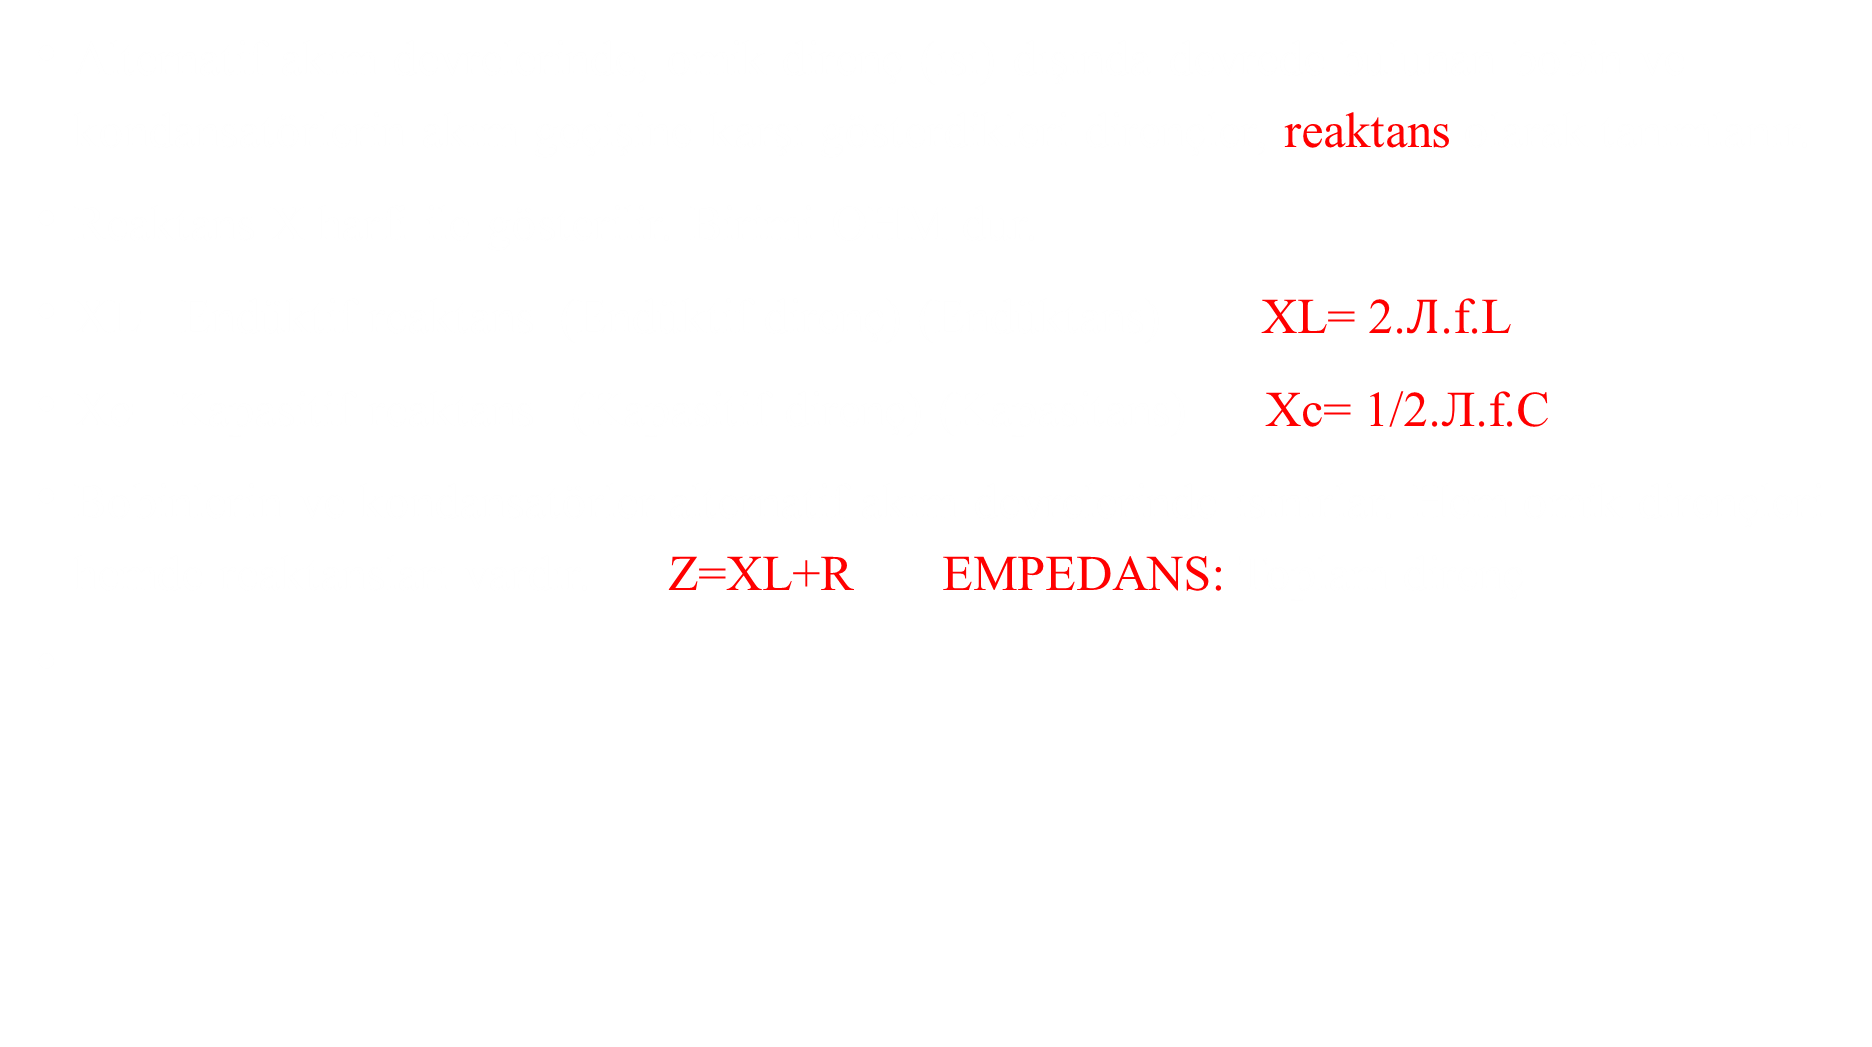 reaktans
XL= 2.Л.f.L
Xc= 1/2.Л.f.C
Z=XL+R EMPEDANS: